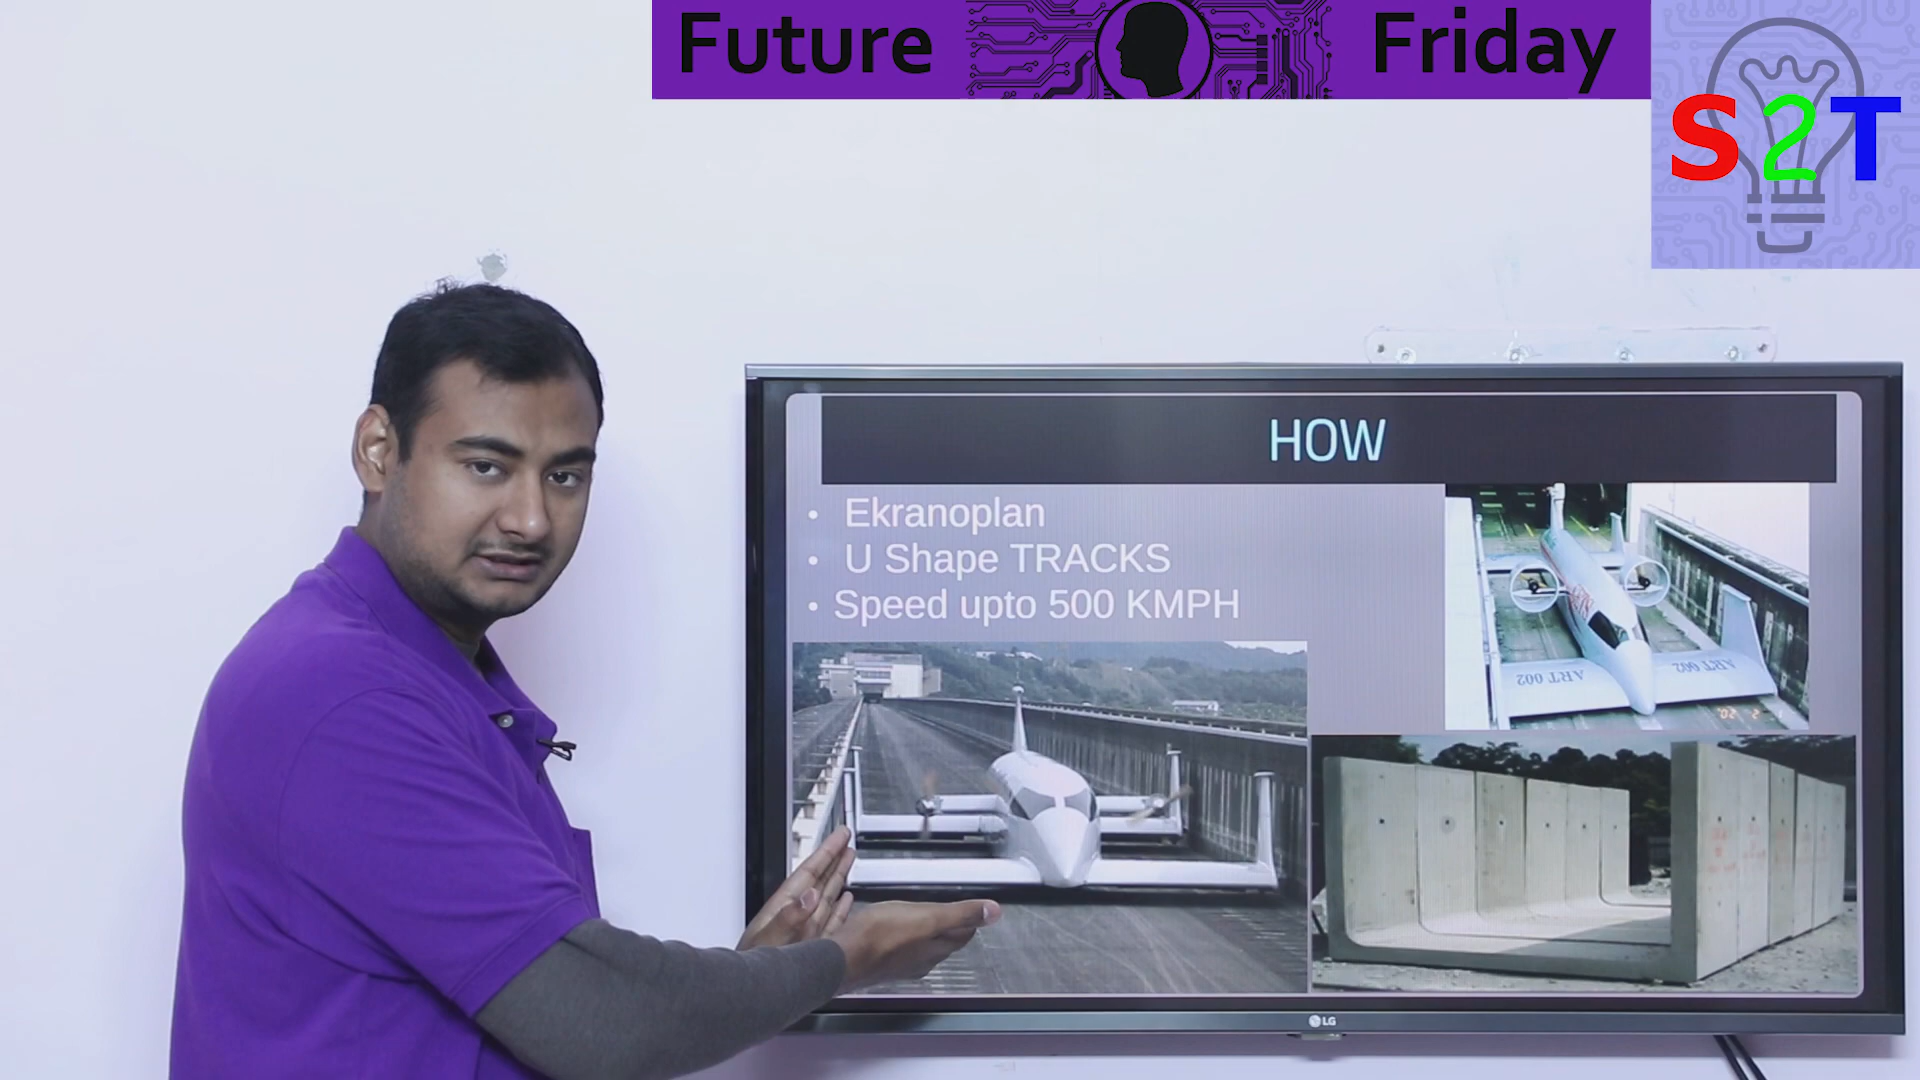 Future Friday
S2T
HOW
• Ekranoplan
• U Shape TRACKS
• Speed upto 500 KMPH
ART 002
ART 002
LG